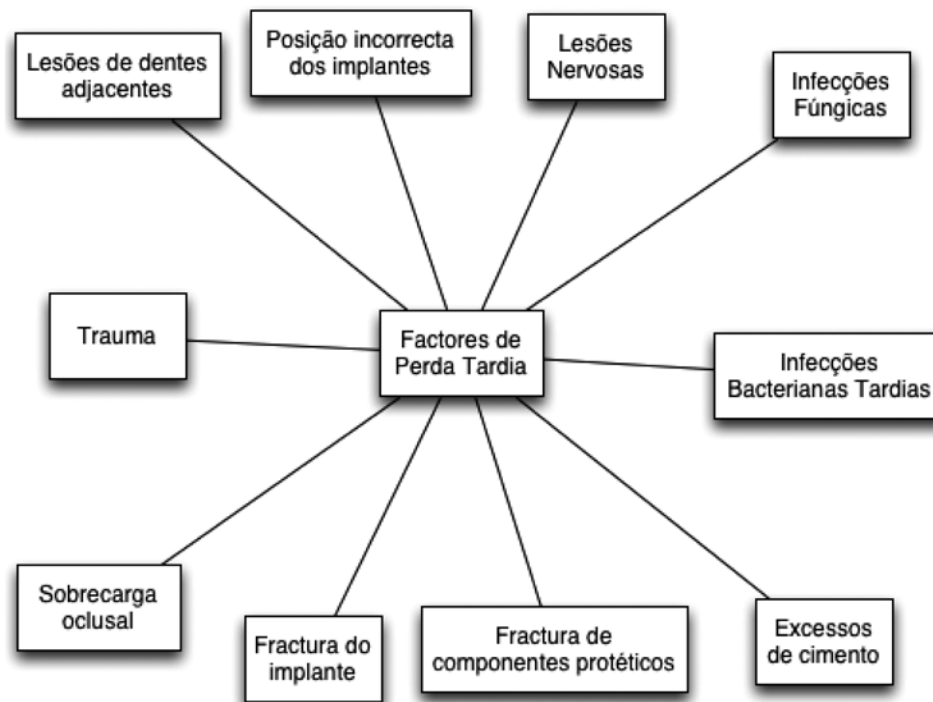 Lesões de dentes
adjacentes
Posição incorrecta
dos implantes
Lesões
Nervosas
Infecções
Fúngicas
Trauma
Factores de
Perda Tardia
Infecções
Bacterianas Tardias
Sobrecarga
oclusal
Fractura do
implante
Fractura de
componentes protéticos
Excessos
de cimento